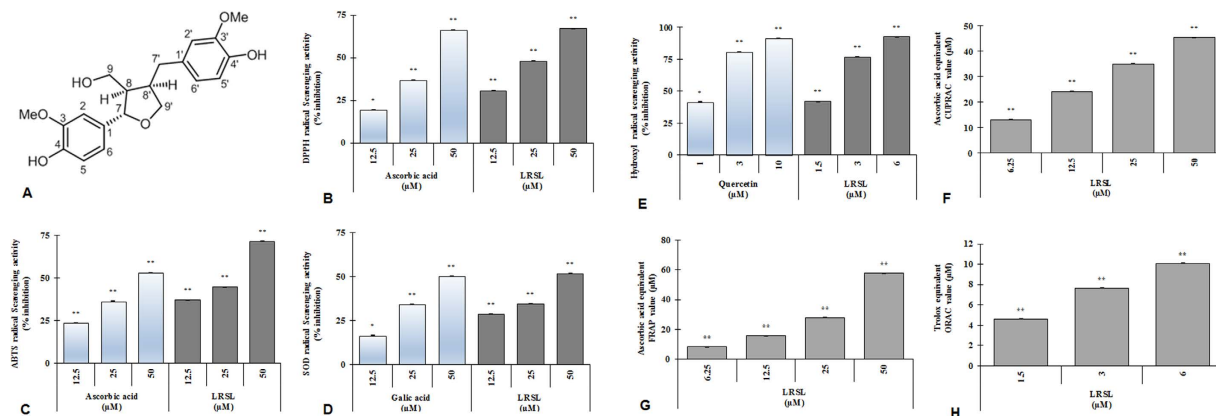 OMe
2'
3'
7'
1'
4'
OH
9
8
6'
5'
HO
H
H
8'
7
9'
MeO
2
O
3
1
4
6
HO
5
A
DPPH radical Scavenging activity
(% inhibition)
75
50
25
0
*
**
**
**
**
**
12.5
25
50
12.5
25
50
Ascorbic acid
(µM)
LRSL
(µM)
B
Hydroxyl radical scavenging activity
(% inhibition)
100
75
50
25
0
*
**
**
**
**
**
1
3
10
1.5
3
6
Quercetin
(µM)
LRSL
(µM)
E
Ascorbic acid equivalent
CUPRAC value (µM)
50
40
30
20
10
0
**
**
**
**
6.25
12.5
25
50
LRSL
(µM)
F
ABTS radical Scavenging activity
(% inhibition)
75
50
25
0
**
**
**
**
**
**
12.5
25
50
12.5
25
50
Ascorbic acid
(µM)
LRSL
(µM)
C
SOD radical Scavenging activity
(% inhibition)
75
50
25
0
*
**
**
**
**
**
12.5
25
50
12.5
25
50
Galic acid
(µM)
LRSL
(µM)
D
Ascorbic acid equivalent
FRAP value (µM)
80
60
40
20
0
**
**
**
**
6.25
12.5
25
50
LRSL
(µM)
G
Trolox equivalent
ORAC value (µM)
12
10
8
6
4
2
0
**
**
**
1.5
3
6
LRSL
(µM)
H